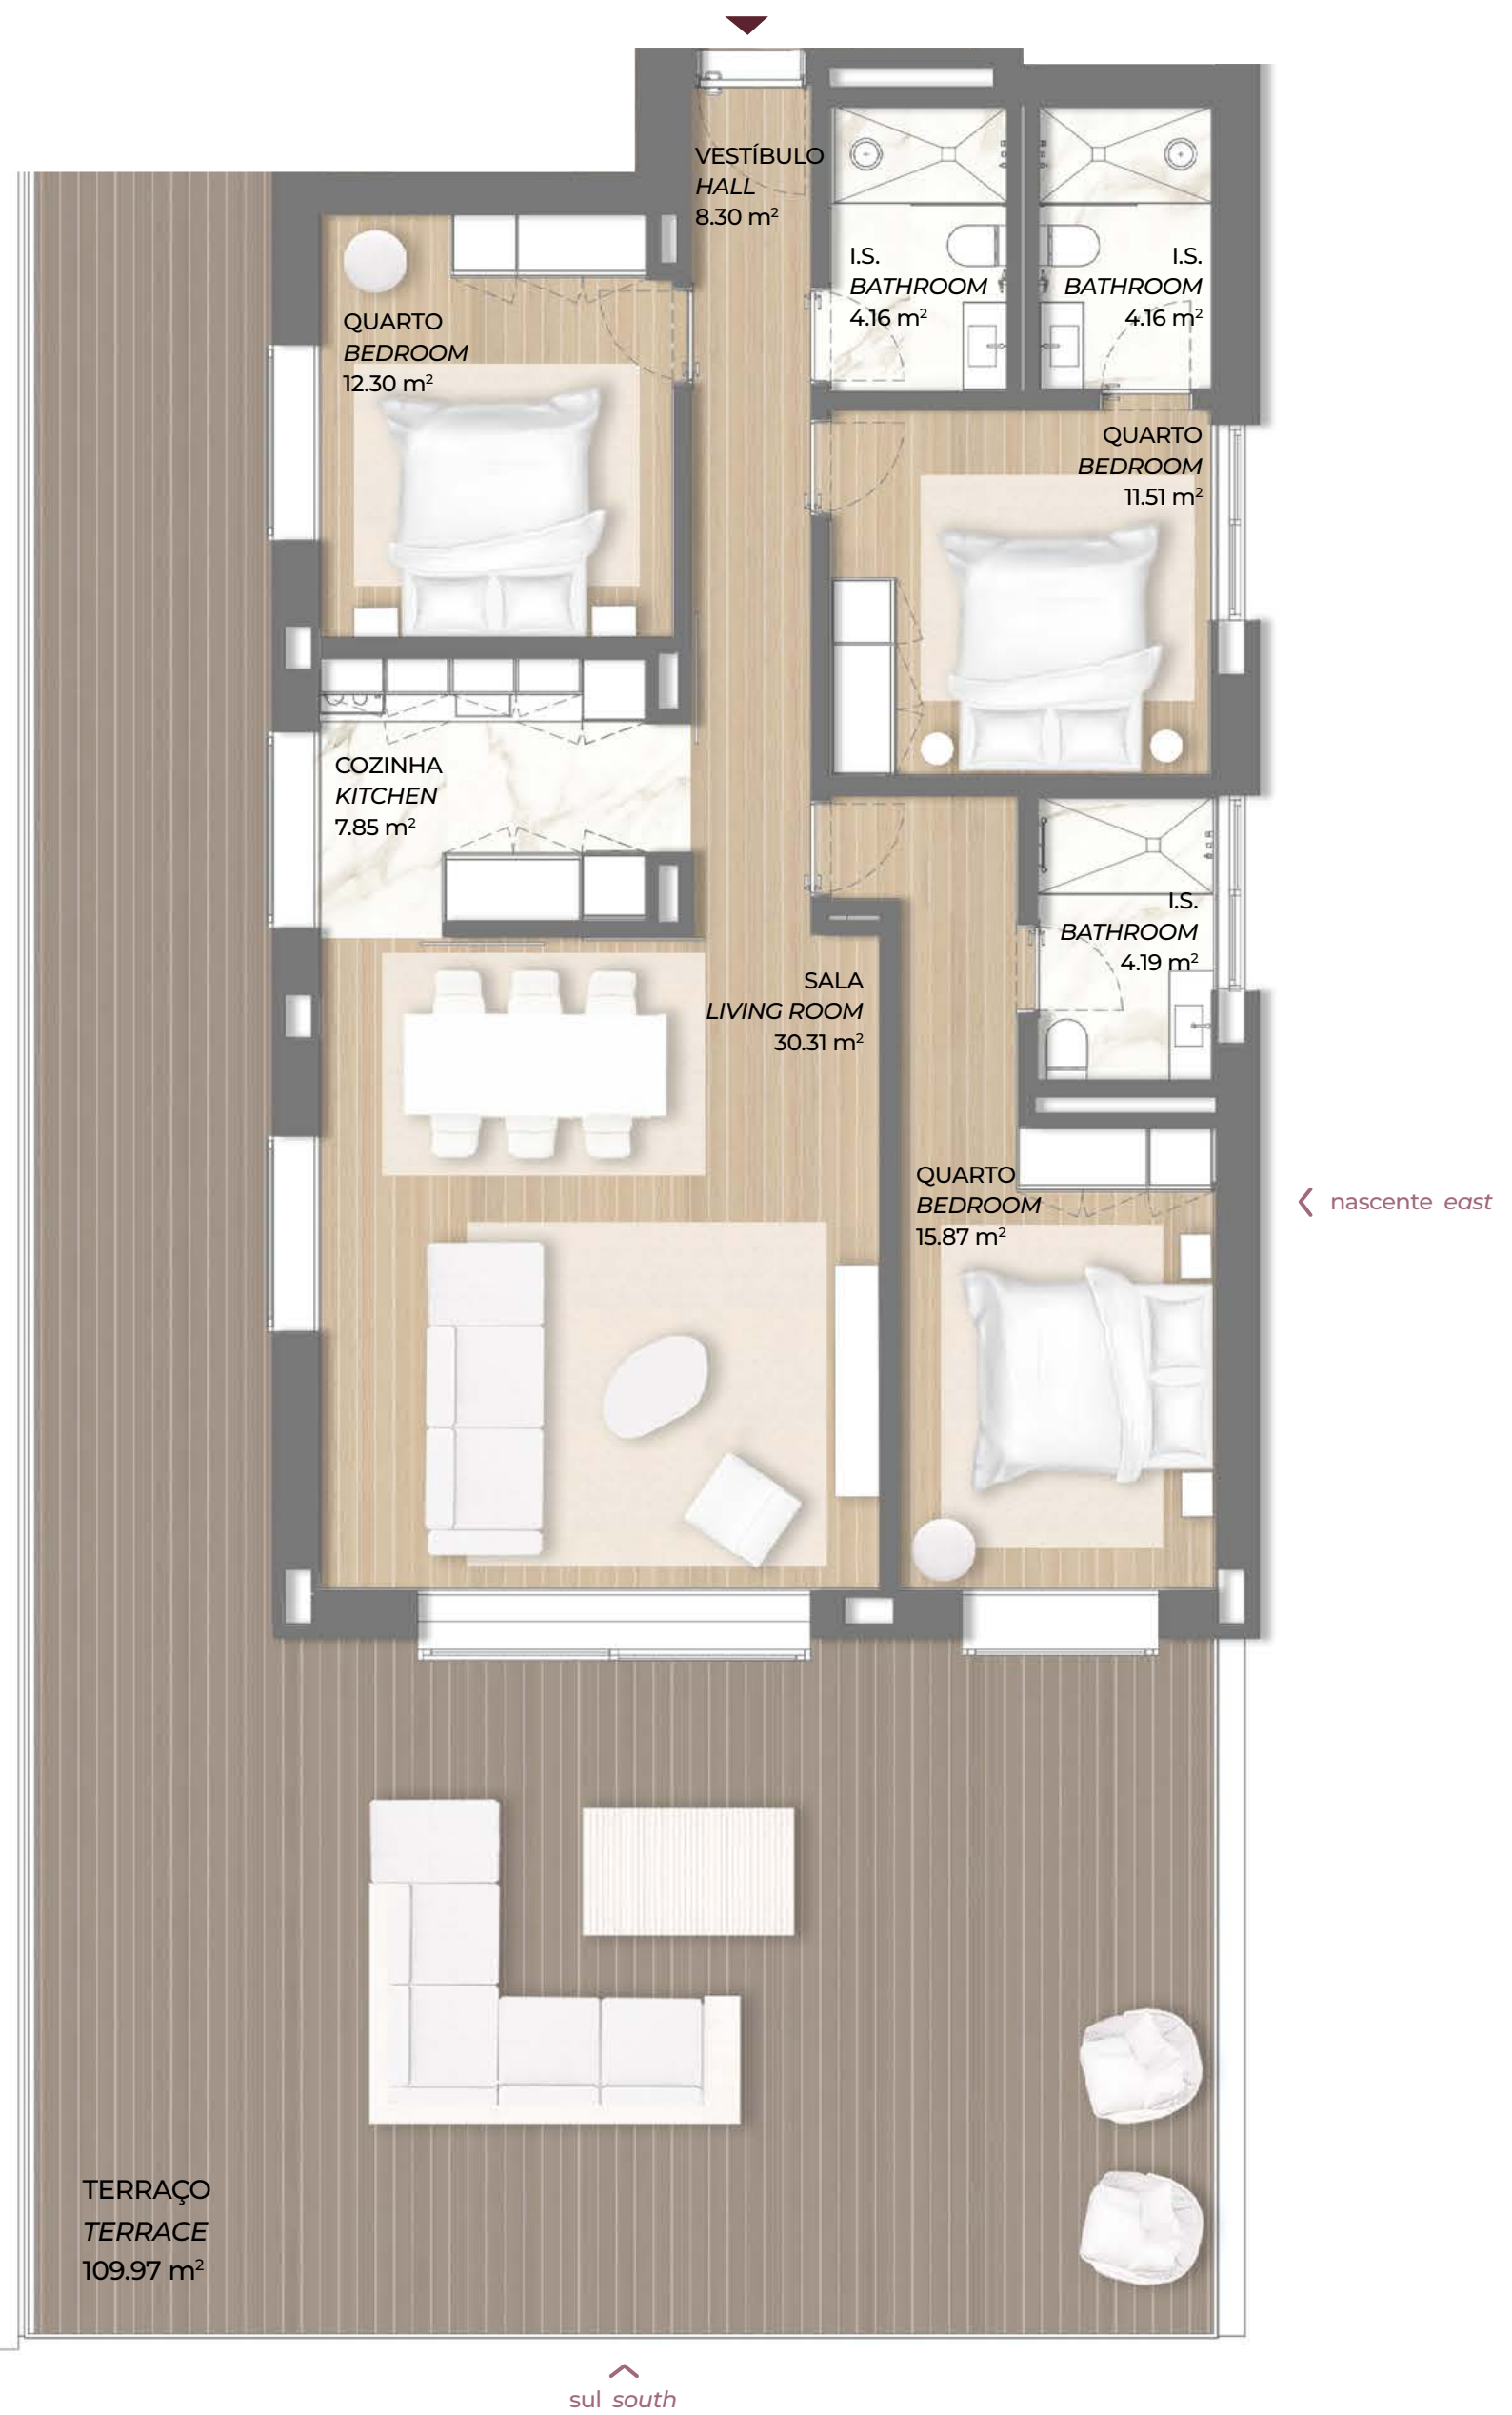 VESTÍBULO
HALL
8.30 m²
I.S.
BATHROOM
4.16 m²
I.S.
BATHROOM
4.16 m²
QUARTO
BEDROOM
12.30 m²
QUARTO
BEDROOM
11.51 m²
COZINHA
KITCHEN
7.85 m²
I.S.
BATHROOM
4.19 m²
SALA
LIVING ROOM
30.31 m²
QUARTO
BEDROOM
15.87 m²
nascente east
TERRAÇO
TERRACE
109.97 m²
sul south